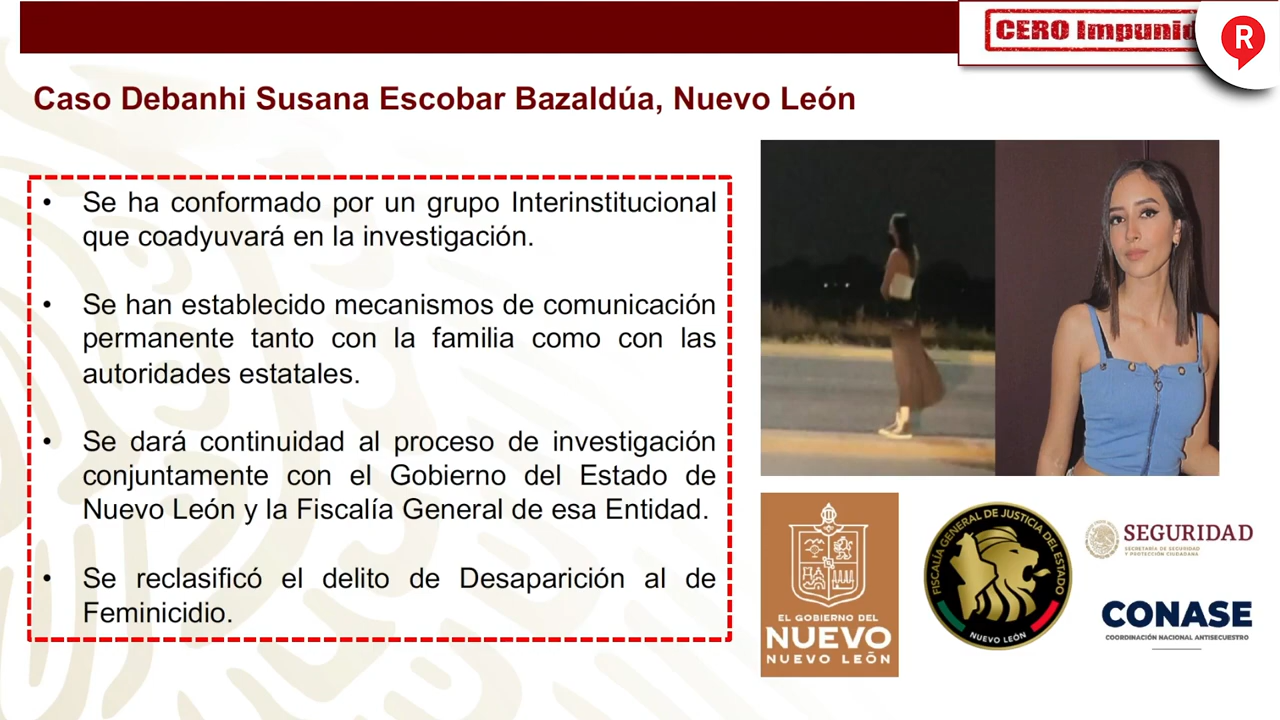 CERO Impunid
R
Caso Debanhi Susana Escobar Bazaldúa, Nuevo León
• Se ha conformado por un grupo Interinstitucional
que coadyuvará en la investigación.
• Se han establecido mecanismos de comunicación
permanente tanto con la familia como con las
autoridades estatales.
• Se dará continuidad al proceso de investigación
conjuntamente con el Gobierno del Estado de
Nuevo León y la Fiscalía General de esa Entidad.
• Se reclasificó el delito de Desaparición al de
Feminicidio.
EL GOBIERNO DEL
NUEVO
NUEVO LEÓN
FISCALÍA GENERAL DE JUSTICIA DEL ESTADO
NUEVO LEÓN
SEGURIDAD
SECRETARÍA DE SEGURIDAD
Y PROTECCIÓN CIUDADANA
CONASE
COORDINACIÓN NACIONAL ANTISECUESTRO